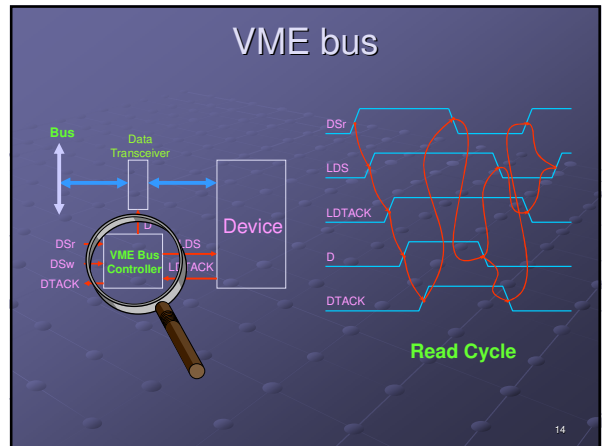 VME bus
Bus
Data
Transceiver
D
Device
DSr
LDS
VME Bus
DSw
Controller
LDTACK
DTACK
DSr
LDS
LDTACK
D
DTACK
Read Cycle
14